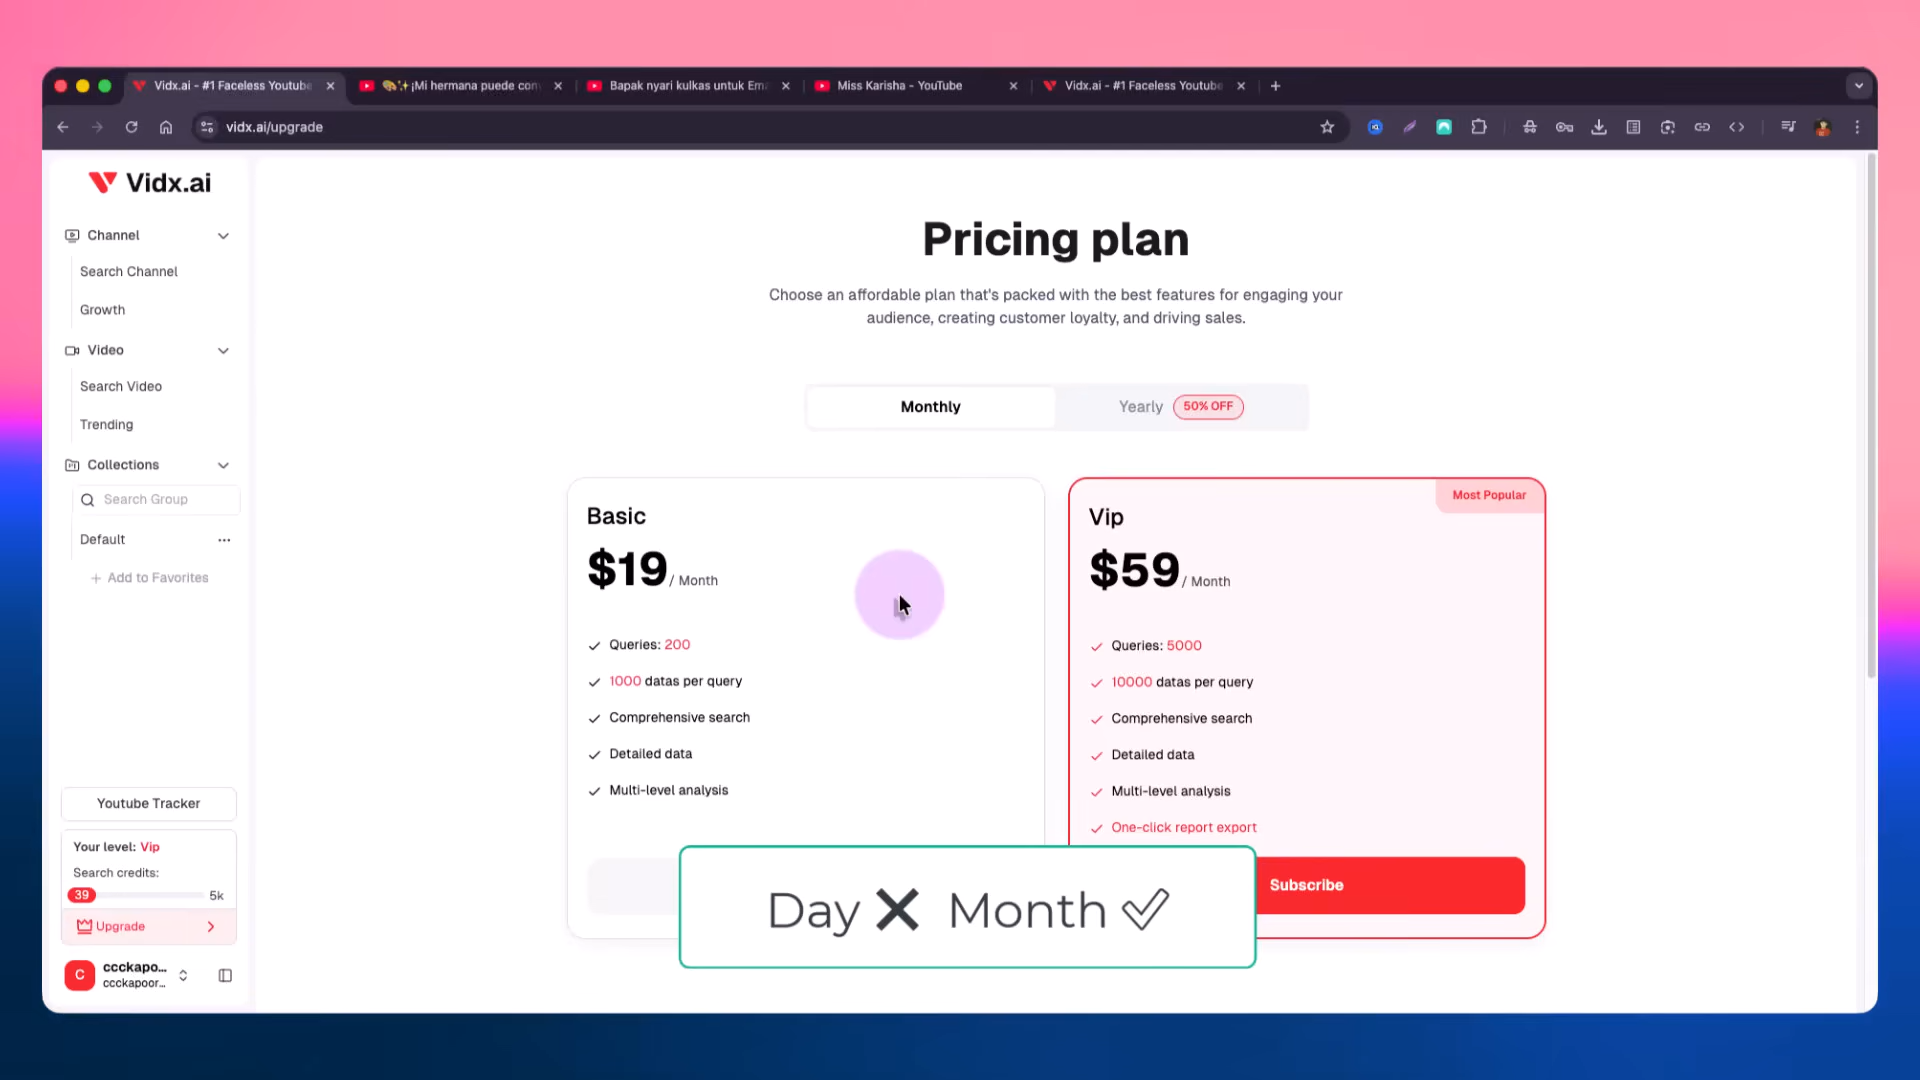 Vidx.ai - #1 Faceless Youtube
🎨✨¡Mi hermana puede con
Bapak nyari kulkas untuk Em
Miss Karisha - YouTube
Vidx.ai - #1 Faceless Youtube
vidx.ai/upgrade
Vidx.ai
Channel
Search Channel
Growth
Video
Search Video
Trending
Collections
Search Group
Default
+ Add to Favorites
Youtube Tracker
Your level: Vip
Search credits:
39 5k
Upgrade
C
ccckapo...
ccckapoor...
Pricing plan
Choose an affordable plan that's packed with the best features for engaging your
audience, creating customer loyalty, and driving sales.
Monthly
Yearly 50% OFF
Basic
$19 / Month
✓ Queries: 200
✓ 1000 datas per query
✓ Comprehensive search
✓ Detailed data
✓ Multi-level analysis
Most Popular
Vip
$59 / Month
✓ Queries: 5000
✓ 10000 datas per query
✓ Comprehensive search
✓ Detailed data
✓ Multi-level analysis
✓ One-click report export
Subscribe
Day ✖ Month ✓